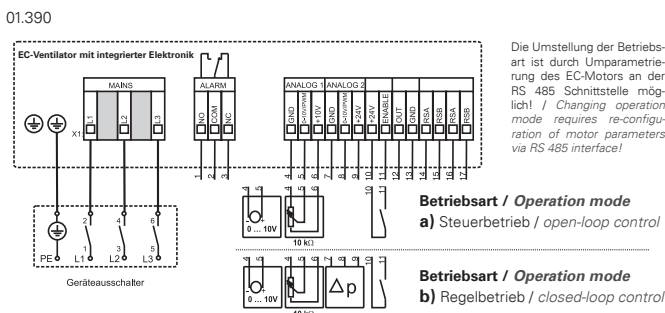 01.390
EC-Ventilator mit integrierter Elektronik
MAINS
ALARM
ANALOG 1 ANALOG 2
X1
L1
L2
L3
NO
COM
NC
GND
0-10V/PWM
+10V
GND
0-10V/PWM
+24V
+24V
ENABLE
OUT
GND
RSA
RSB
RSA
RSB
1 2 3
4 5 6 7 8 9 10 11 12 13 14 15 16 17
Die Umstellung der Betriebs-
art ist durch Umparametrie-
rung des EC-Motors an der
RS 485 Schnittstelle mög-
lich! / Changing operation
mode requires re-configu-
ration of motor parameters
via RS 485 interface!
2 4 6
1 3 5
PE L1 L2 L3
Geräteausschalter
4 5 4 5 6 10 11
- +
0 ... 10V
10 kΩ
Betriebsart / Operation mode
a) Steuerbetrieb / open-loop control
4 5 4 5 6 7 8 9 10 11
- +
0 ... 10V
Δp
10 kΩ
Betriebsart / Operation mode
b) Regelbetrieb / closed-loop control